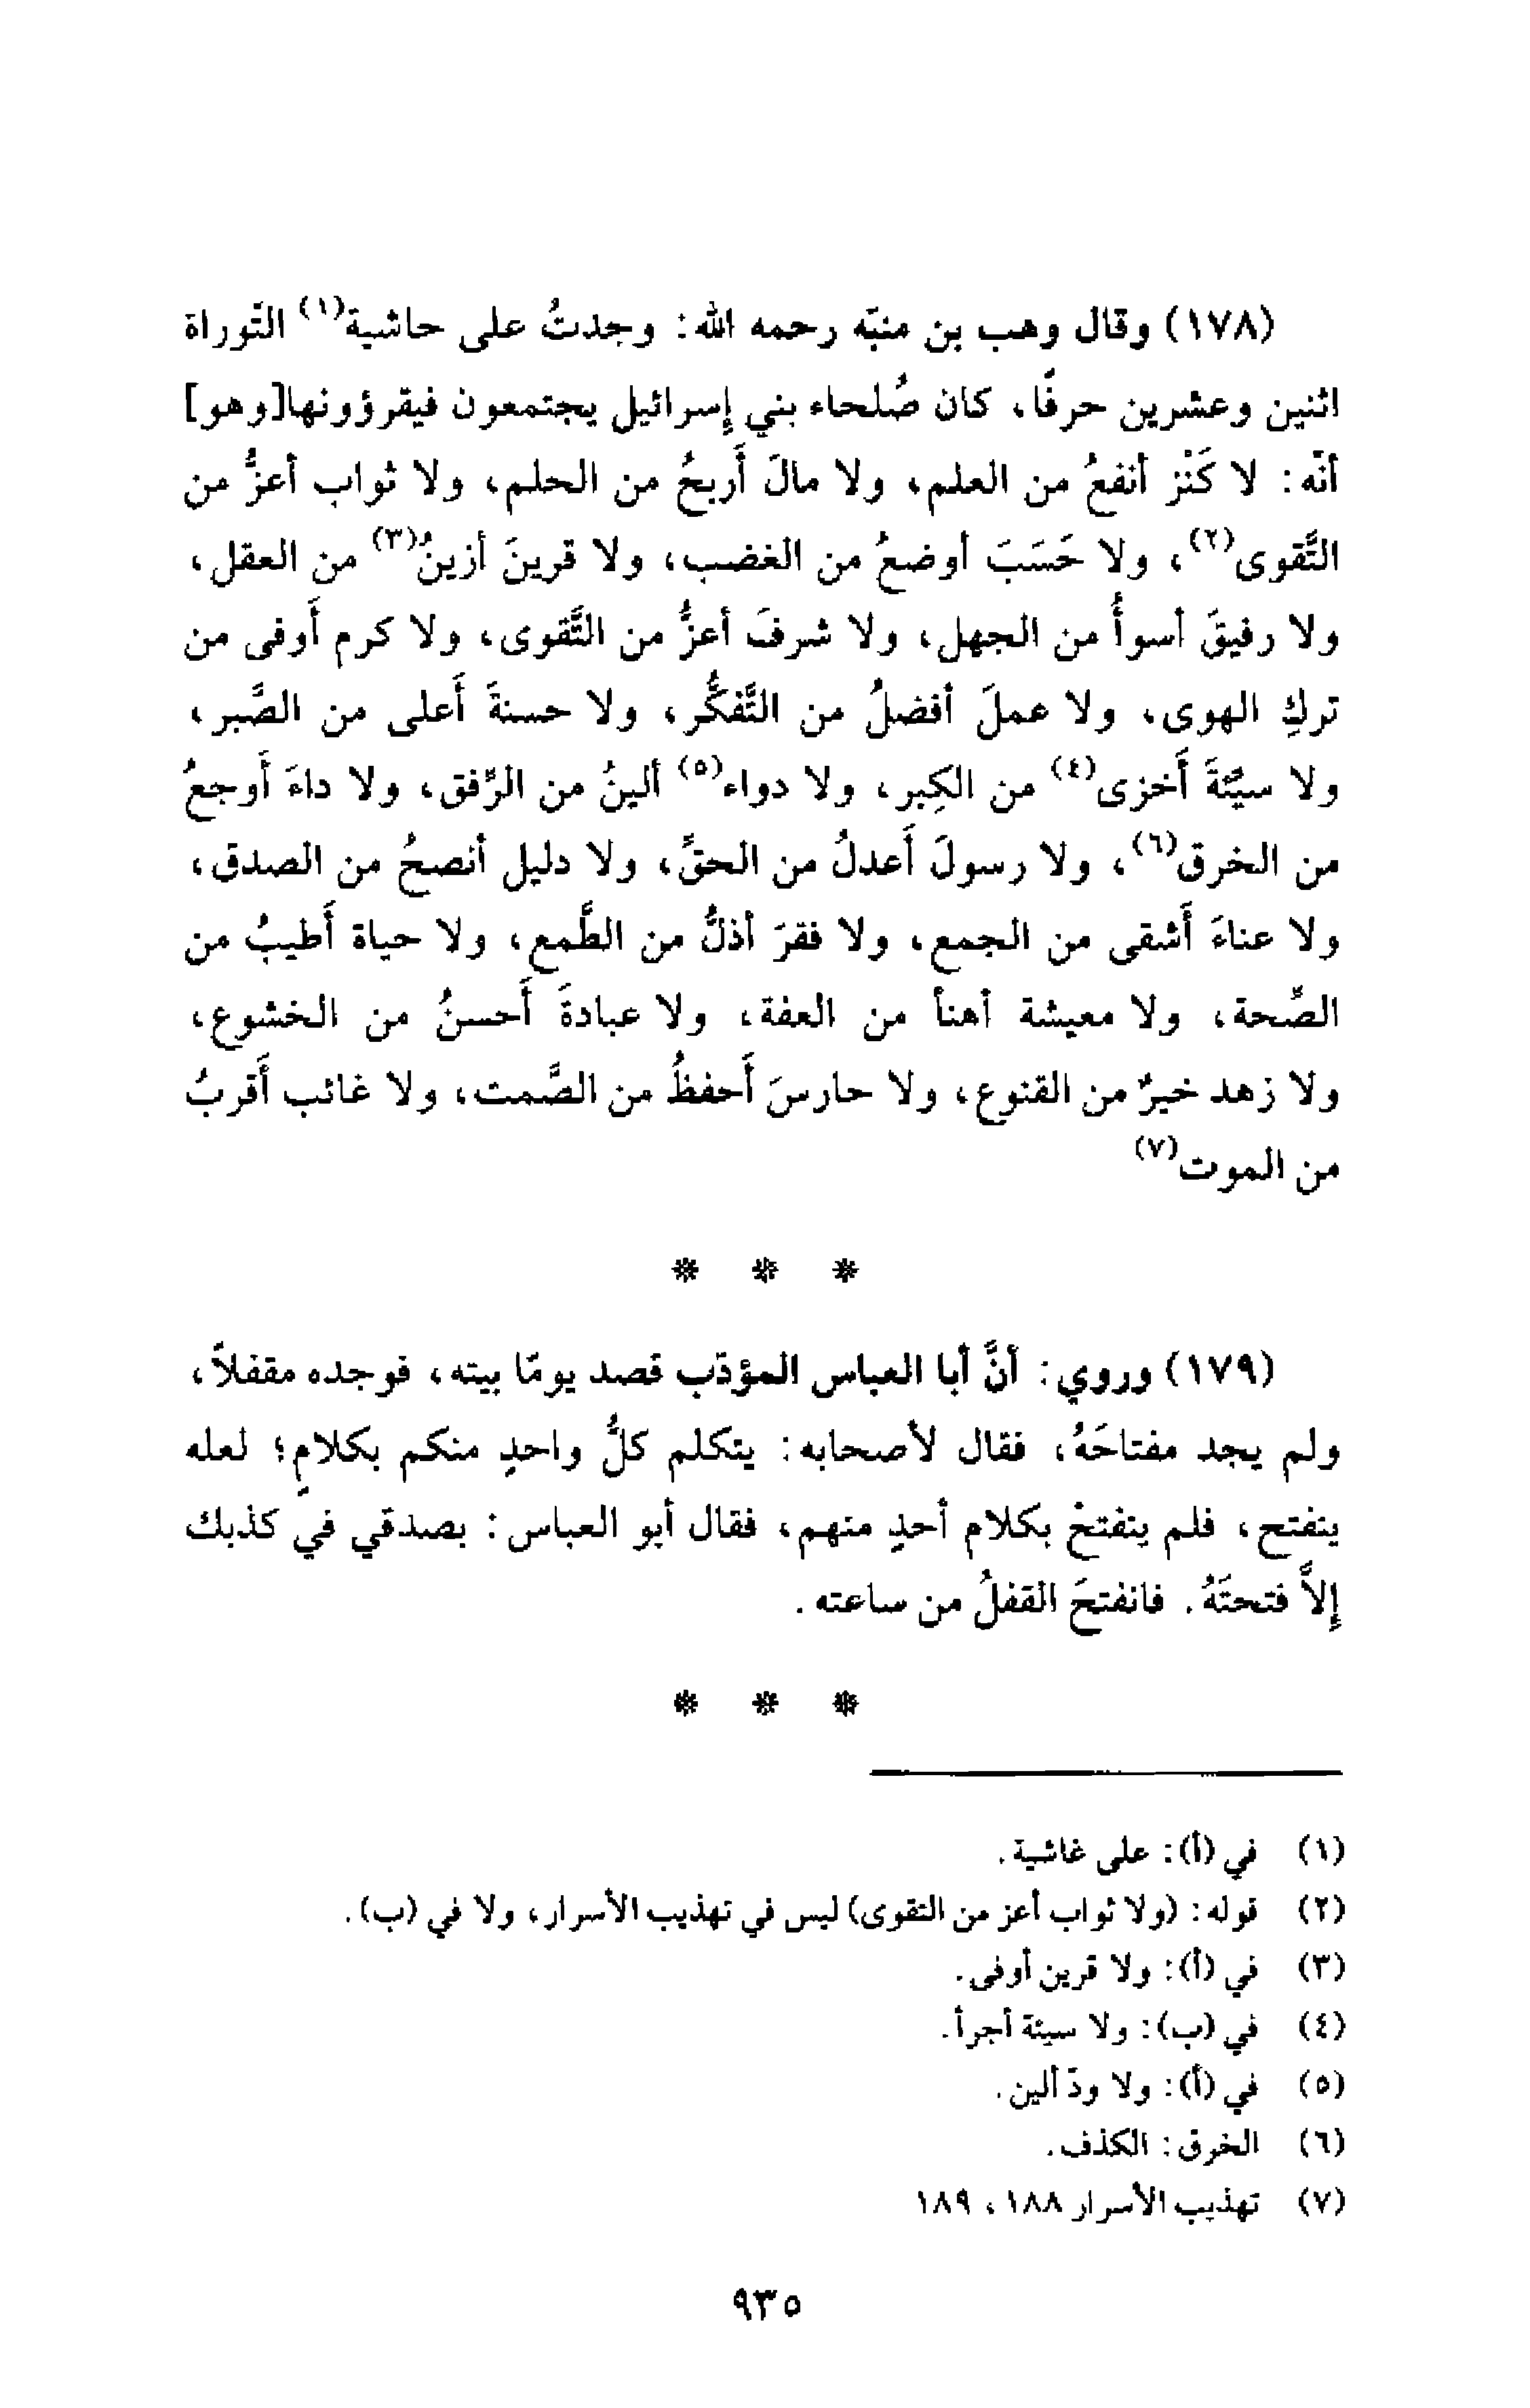 (١٧٨) وقال وهب بن منبّه رحمه الله: وجدتُ على حاشية(١) التّوراة
اثنين وعشرين حرفًا، كان صُلحاء بني إسرائيل يجتمعون فيقرؤونها[وهو]
أنّه: لا كَنْز أنفعُ من العلم، ولا مالَ أَربحُ من الحلم، ولا ثواب أعزُّ من
التَّقوى(٢)، ولا حَسَبَ أوضعُ من الغضب، ولا قرينَ أزينُ(٣) من العقل،
ولا رفيقَ أسوأُ من الجهل، ولا شرفَ أعزُّ من التَّقوى، ولا كرم أَوفى من
تركِ الهوى، ولا عملَ أفضلُ من التَّفكُّر، ولا حسنةَ أَعلى من الصَّبر،
ولا سيِّئةَ أَخزى(٤) من الكِبر، ولا دواء(٥) ألينُ من الرِّفق، ولا داءَ أَوجعُ
من الخرق(٦)، ولا رسولَ أَعدلُ من الحقِّ، ولا دليل أنصحُ من الصدق،
ولا عناءَ أَشقى من الجمع، ولا فقرَ أذلُّ من الطَّمع، ولا حياة أَطيبُ من
الصِّحة، ولا معيشة أهنأ من العفة، ولا عبادةَ أَحسنُ من الخشوع،
ولا زهد خيرٌ من القنوع، ولا حارسَ أَحفظُ من الصَّمت، ولا غائب أَقربُ
من الموت(٧)
* * *
(١٧٩) وروي: أنَّ أبا العباس المؤدّب قصد يومًا بيته، فوجده مقفلاً،
ولم يجد مفتاحَهُ، فقال لأصحابه: يتكلم كلُّ واحدٍ منكم بكلامٍ؛ لعله
ينفتح، فلم ينفتحْ بكلام أحدٍ منهم، فقال أبو العباس: بصدقي في كذبك
إلاَّ فتحتَهُ. فانفتحَ القفلُ من ساعته.
* * *
(١) في (أ): على غاشية.
(٢) قوله: (ولا ثواب أعز من التقوى) ليس في تهذيب الأسرار، ولا في (ب).
(٣) في (أ): ولا قرين أوفى.
(٤) في (ب): ولا سيئة أجرأ.
(٥) في (أ): ولا ودّ ألين.
(٦) الخرق: الكذف.
(٧) تهذيب الأسرار ١٨٨، ١٨٩
٩٣٥